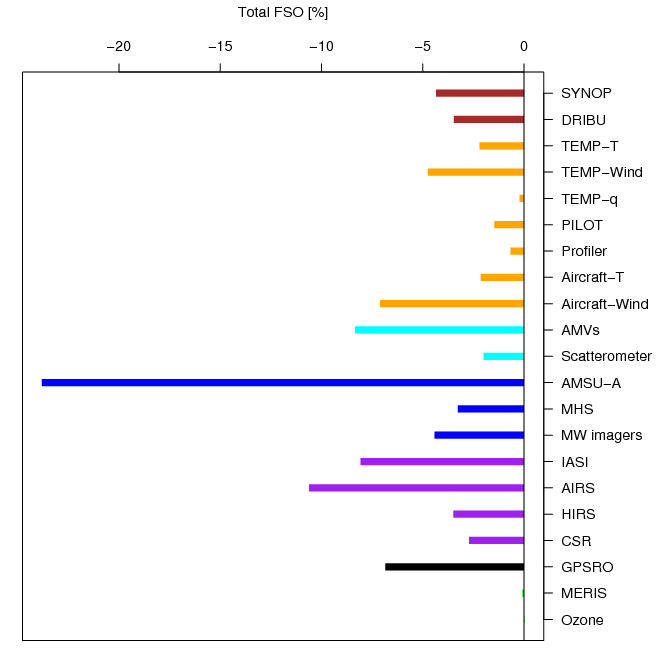 Total FSO [%]
−20 −15 −10 −5 0
SYNOP
DRIBU
TEMP−T
TEMP−Wind
TEMP−q
PILOT
Profiler
Aircraft−T
Aircraft−Wind
AMVs
Scatterometer
AMSU−A
MHS
MW imagers
IASI
AIRS
HIRS
CSR
GPSRO
MERIS
Ozone